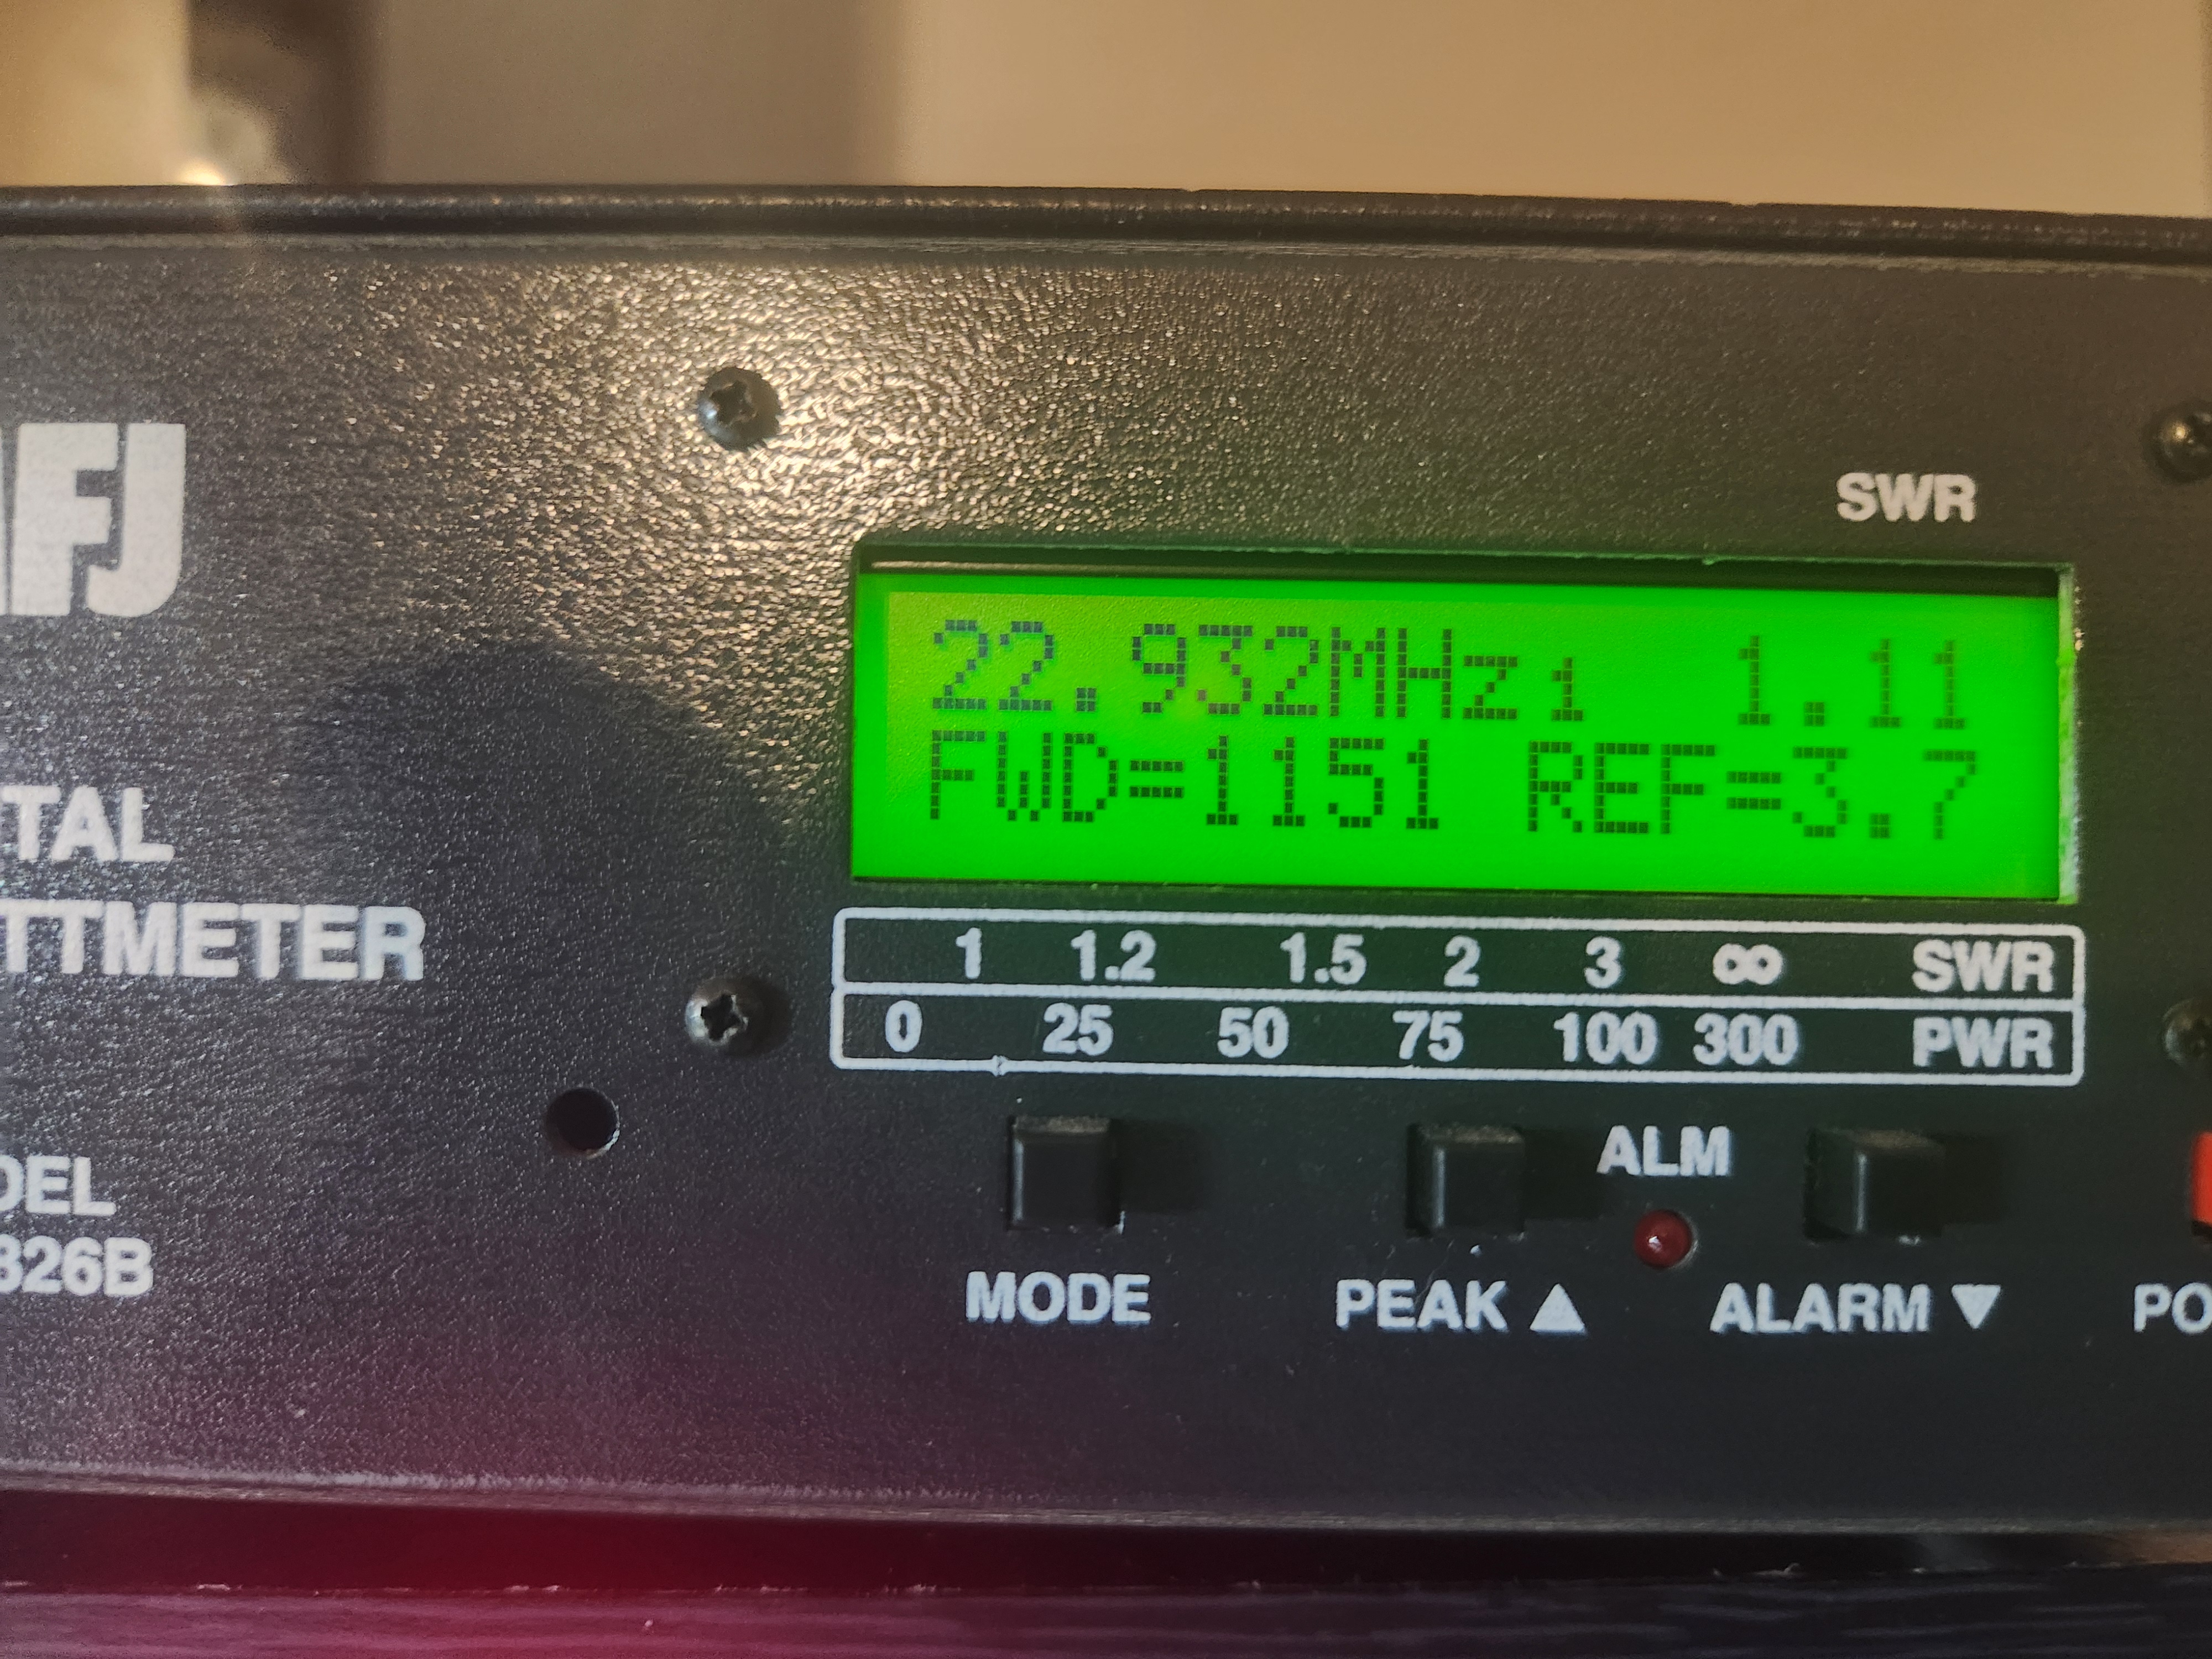 FJ
SWR
22.932MHz1 1.11
FWD=1151 REF=3.7
TAL
TTMETER
1 1.2 1.5 2 3 ∞ SWR
0 25 50 75 100 300 PWR
DEL
826B
ALM
MODE PEAK ▲ ALARM ▼ PO